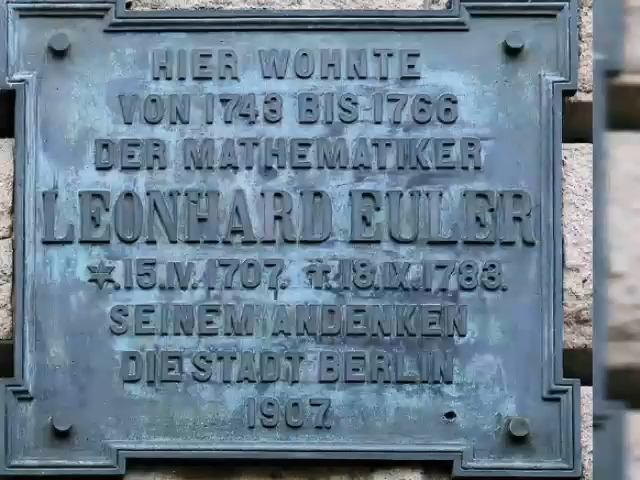 HIER WOHNTE
VON 1743 BIS 1766
DER MATHEMATIKER
LEONHARD EULER
*.15.IV. 1707. †.18.IX.1783.
SEINEM ANDENKEN
DIE STADT BERLIN
1907.